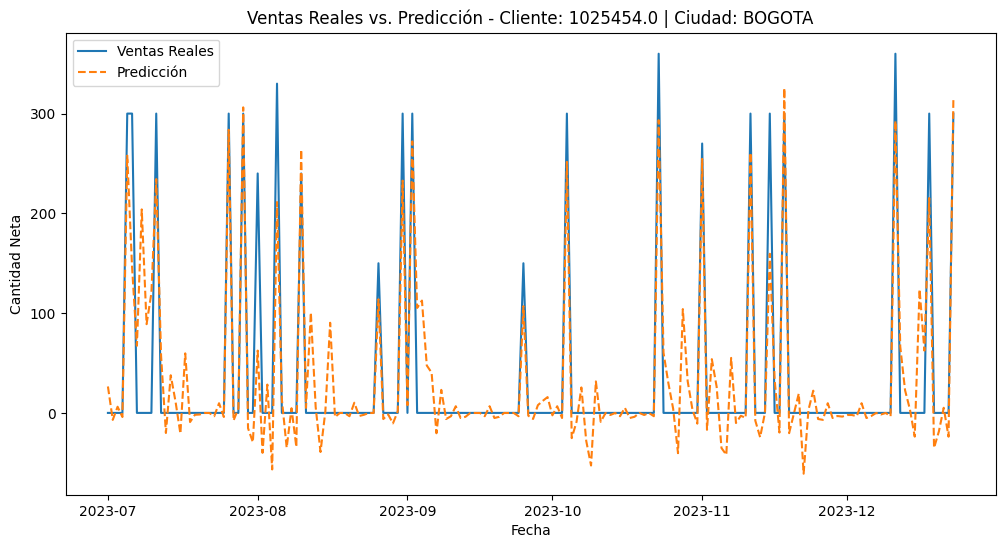 Ventas Reales vs. Predicción - Cliente: 1025454.0 | Ciudad: BOGOTA
Ventas Reales
Predicción
Cantidad Neta
300
200
100
0
2023-07
2023-08
2023-09
2023-10
2023-11
2023-12
Fecha